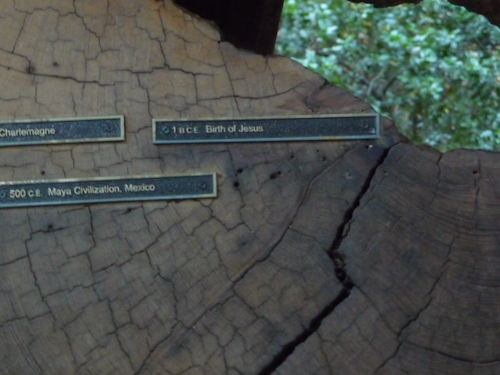 Charlemagne
1 B.C.E. Birth of Jesus
500 C.E. Maya Civilization, Mexico